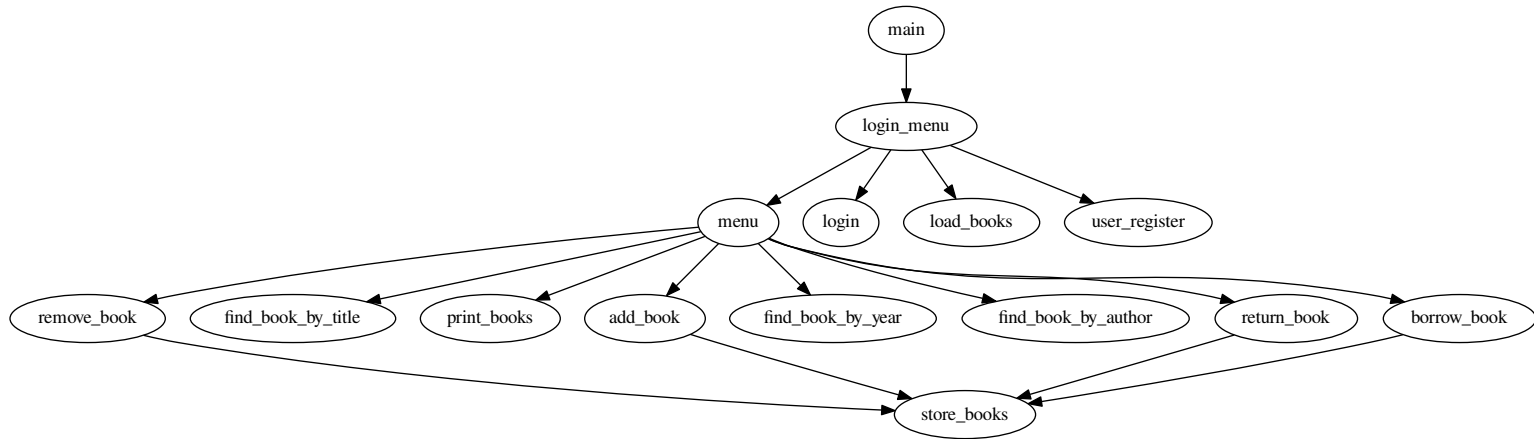 main
login_menu
menu
login
load_books
user_register
remove_book
find_book_by_title
print_books
add_book
find_book_by_year
find_book_by_author
return_book
borrow_book
store_books